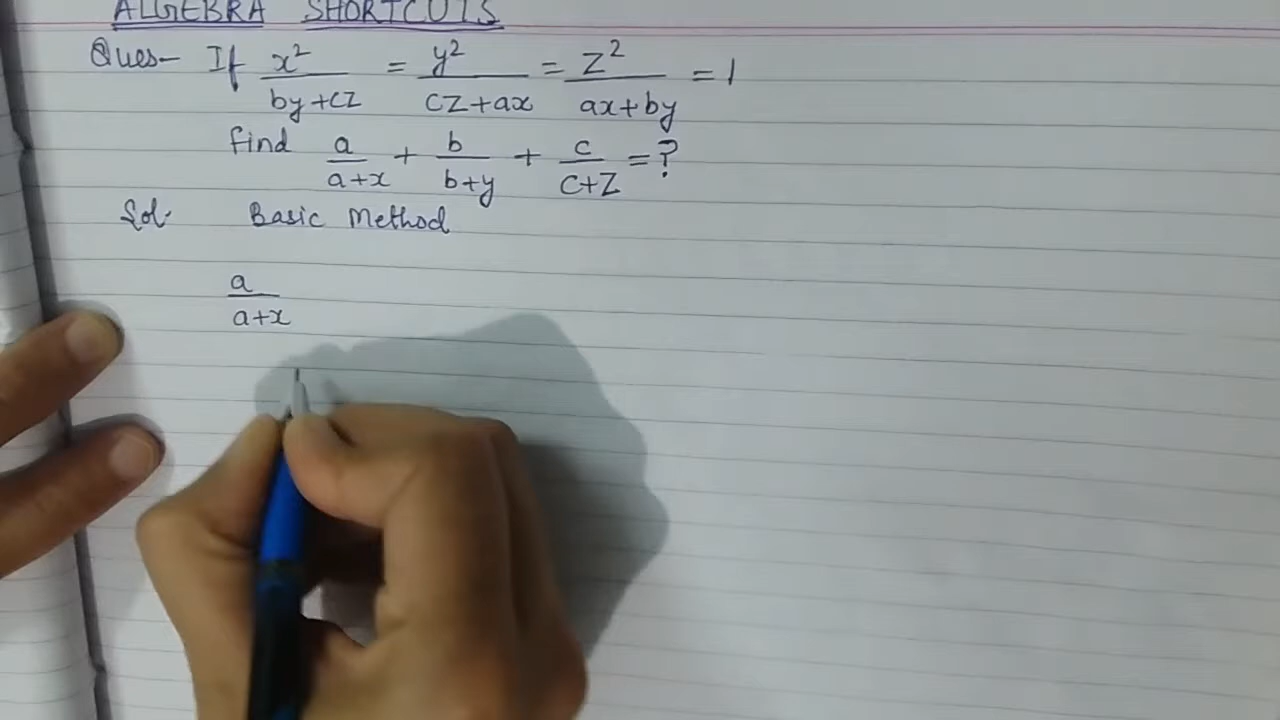 ALGEBRA SHORTCUTS
Ques- If x²/(by+cz) = y²/(cz+ax) = z²/(ax+by) = 1
find a/(a+x) + b/(b+y) + c/(c+z) = ?
Sol: Basic Method
a/(a+x)